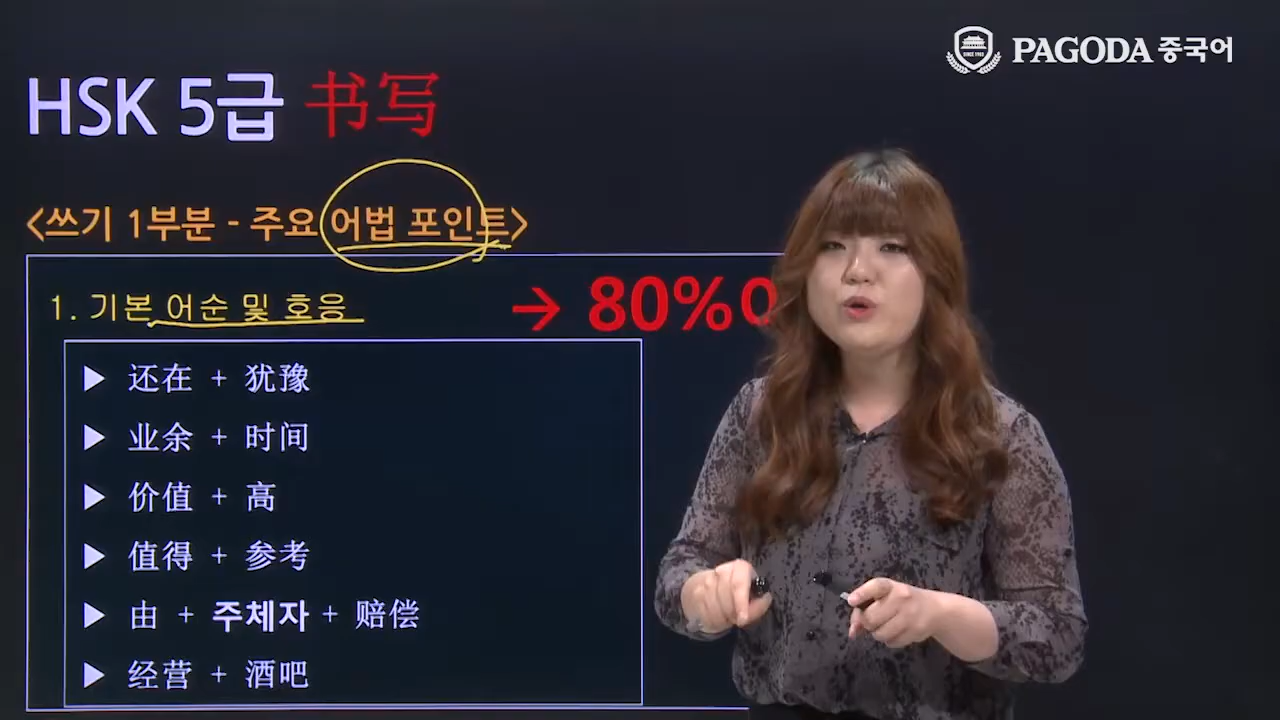 PAGODA 중국어
HSK 5급 书写
<쓰기 1부분 - 주요 어법 포인트>
1. 기본 어순 및 호응 → 80%
▶ 还在 + 犹豫
▶ 业余 + 时间
▶ 价值 + 高
▶ 值得 + 参考
▶ 由 + 주체자 + 赔偿
▶ 经营 + 酒吧